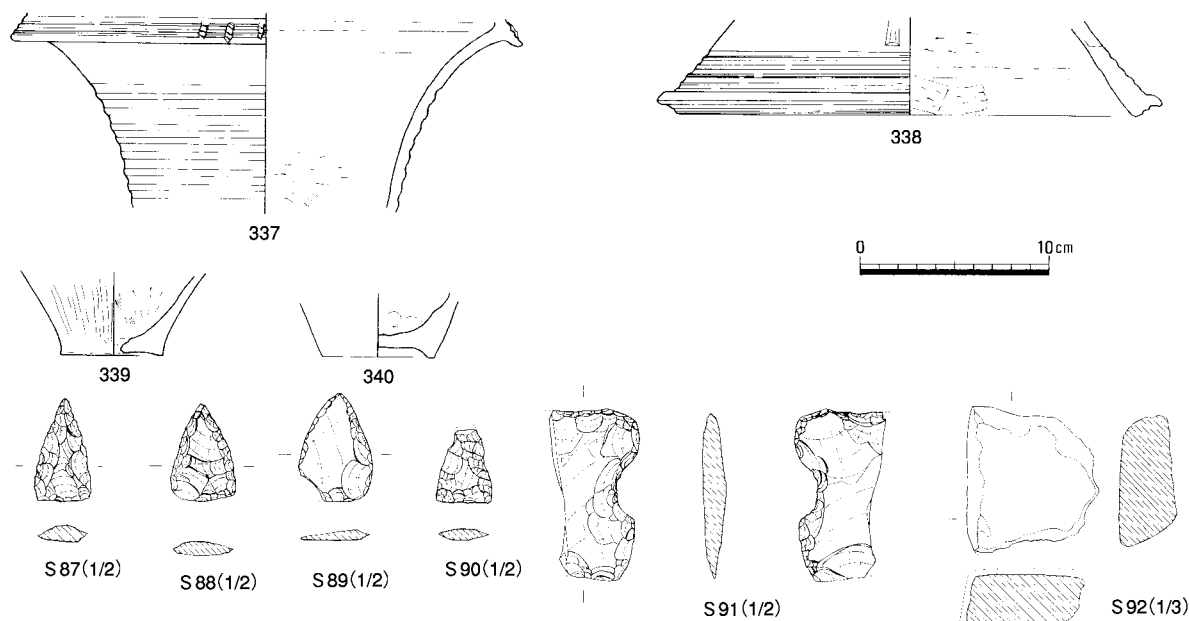 337
338
0 10cm
339
340
S87(1/2)
S88(1/2)
S89(1/2)
S90(1/2)
S91(1/2)
S92(1/3)